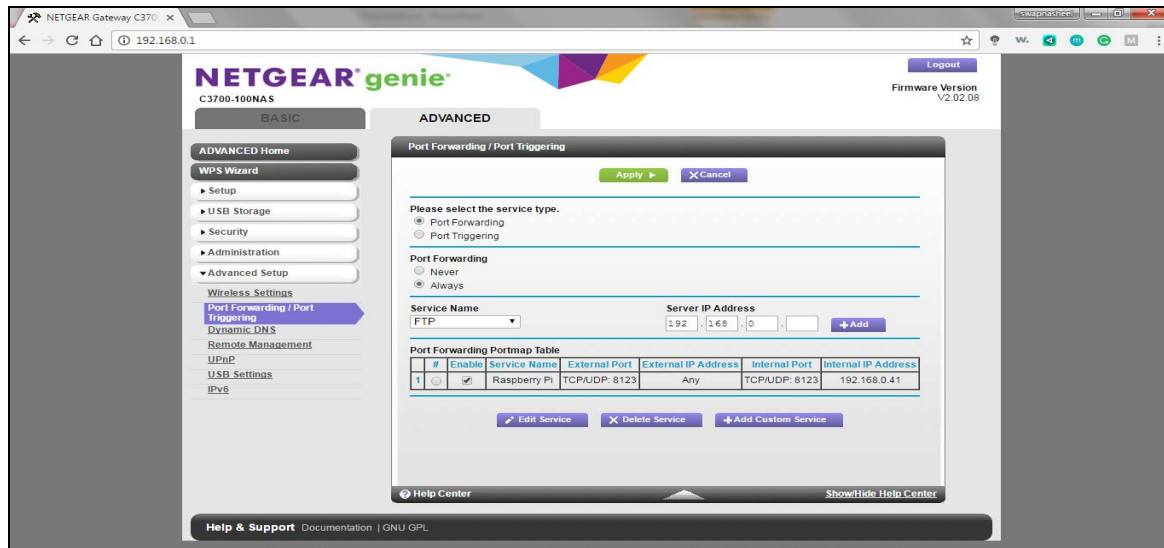 NETGEAR Gateway C370
swapnasheel
192.168.0.1
NETGEAR® genie®
Logout
C3700-100NAS
Firmware Version
V2.02.08
BASIC
ADVANCED
ADVANCED Home
WPS Wizard
Setup
USB Storage
Security
Administration
Advanced Setup
Wireless Settings
Port Forwarding / Port
Triggering
Dynamic DNS
Remote Management
UPnP
USB Settings
IPv6
Port Forwarding / Port Triggering
Apply
Cancel
Please select the service type.
Port Forwarding
Port Triggering
Port Forwarding
Never
Always
Service Name Server IP Address
FTP 192 . 168 . 0 . Add
Port Forwarding Portmap Table
# Enable Service Name External Port External IP Address Internal Port Internal IP Address
1 Raspberry Pi TCP/UDP: 8123 Any TCP/UDP: 8123 192.168.0.41
Edit Service Delete Service Add Custom Service
Help Center Show/Hide Help Center
Help & Support Documentation | GNU GPL